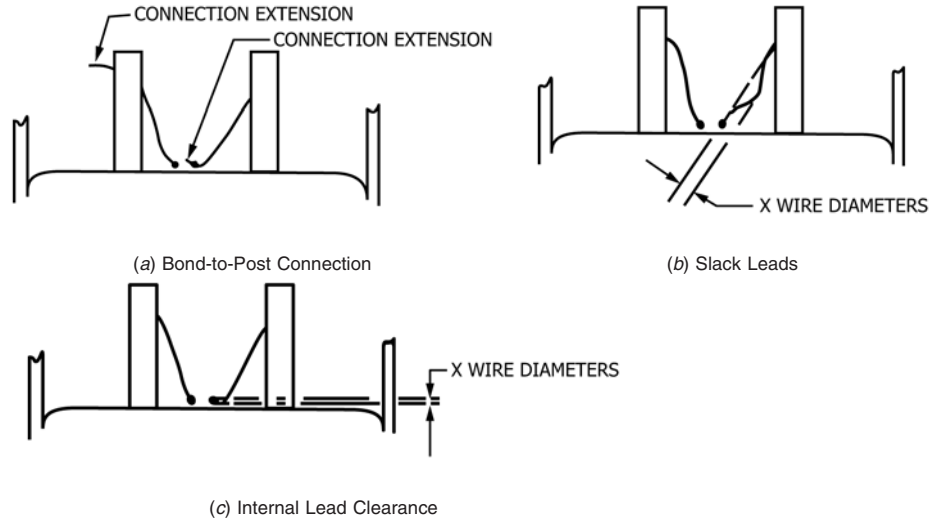 CONNECTION EXTENSION
CONNECTION EXTENSION
X WIRE DIAMETERS
(a) Bond-to-Post Connection
(b) Slack Leads
X WIRE DIAMETERS
(c) Internal Lead Clearance